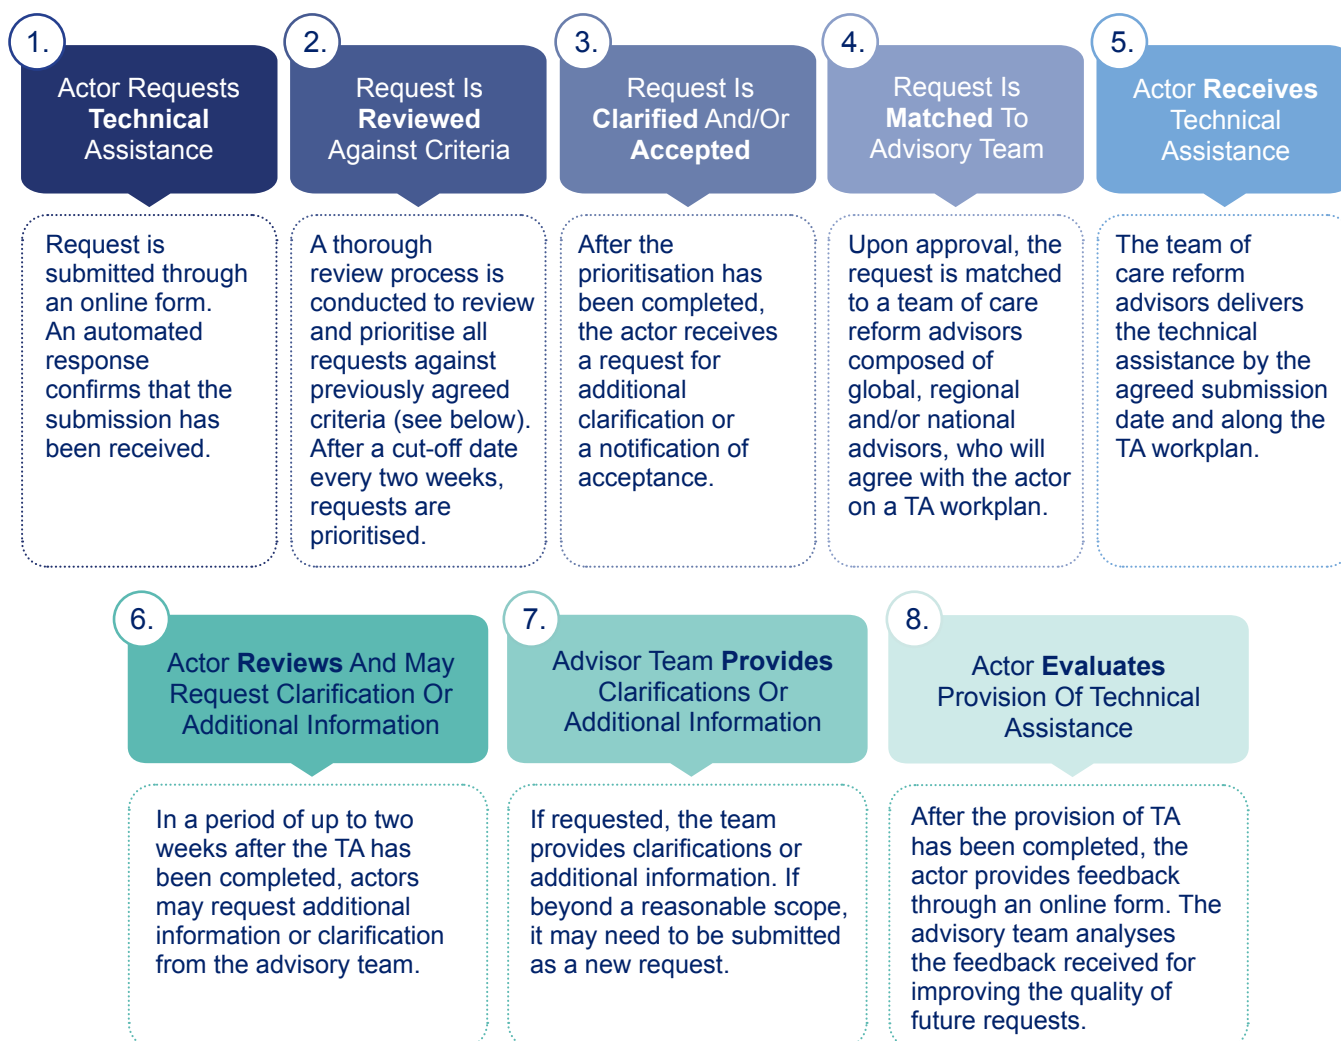 1.
Actor Requests
Technical
Assistance
Request is
submitted through
an online form.
An automated
response
confirms that the
submission has
been received.
2.
Request Is
Reviewed
Against Criteria
A thorough
review process is
conducted to review
and prioritise all
requests against
previously agreed
criteria (see below).
After a cut-off date
every two weeks,
requests are
prioritised.
3.
Request Is
Clarified And/Or
Accepted
After the
prioritisation has
been completed,
the actor receives
a request for
additional
clarification or
a notification of
acceptance.
4.
Request Is
Matched To
Advisory Team
Upon approval, the
request is matched
to a team of care
reform advisors
composed of
global, regional
and/or national
advisors, who will
agree with the actor
on a TA workplan.
5.
Actor Receives
Technical
Assistance
The team of
care reform
advisors delivers
the technical
assistance by the
agreed submission
date and along the
TA workplan.
6.
Actor Reviews And May
Request Clarification Or
Additional Information
In a period of up to two
weeks after the TA has
been completed, actors
may request additional
information or clarification
from the advisory team.
7.
Advisor Team Provides
Clarifications Or
Additional Information
If requested, the team
provides clarifications or
additional information. If
beyond a reasonable scope,
it may need to be submitted
as a new request.
8.
Actor Evaluates
Provision Of Technical
Assistance
After the provision of TA
has been completed, the
actor provides feedback
through an online form. The
advisory team analyses
the feedback received for
improving the quality of
future requests.